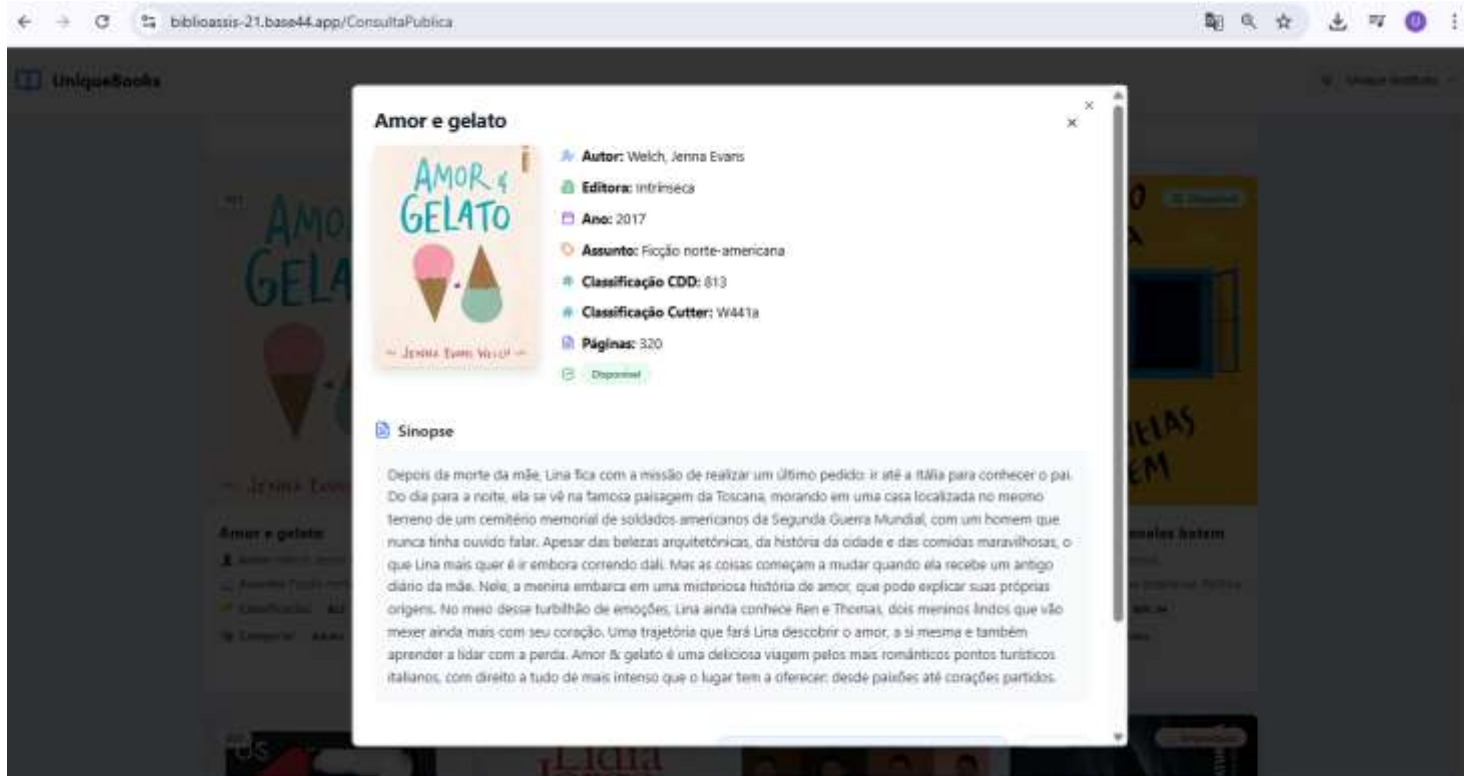 biblioassis-21.base44.app/ConsultaPublica
UniqueBooks
Amor e gelato
AMOR &
GELATO
JENNA EVANS WELCH
Autor: Welch, Jenna Evans
Editora: Intrínseca
Ano: 2017
Assunto: Ficção norte-americana
Classificação CDD: 813
Classificação Cutter: W441a
Páginas: 320
Disponível
Sinopse
Depois da morte da mãe, Lina fica com a missão de realizar um último pedido: ir até a Itália para conhecer o pai.
Do dia para a noite, ela se vê na famosa paisagem da Toscana, morando em uma casa localizada no mesmo
terreno de um cemitério memorial de soldados americanos da Segunda Guerra Mundial, com um homem que
nunca tinha ouvido falar. Apesar das belezas arquitetônicas, da história da cidade e das comidas maravilhosas, o
que Lina mais quer é ir embora correndo dali. Mas as coisas começam a mudar quando ela recebe um antigo
diário da mãe. Nele, a menina embarca em uma misteriosa história de amor, que pode explicar suas próprias
origens. No meio desse turbilhão de emoções, Lina ainda conhece Ren e Thomas, dois meninos lindos que vão
mexer ainda mais com seu coração. Uma trajetória que fará Lina descobrir o amor, a si mesma e também
aprender a lidar com a perda. Amor & gelato é uma deliciosa viagem pelos mais românticos pontos turísticos
italianos, com direito a tudo de mais intenso que o lugar tem a oferecer: desde paixões até corações partidos.
Amor e gelato